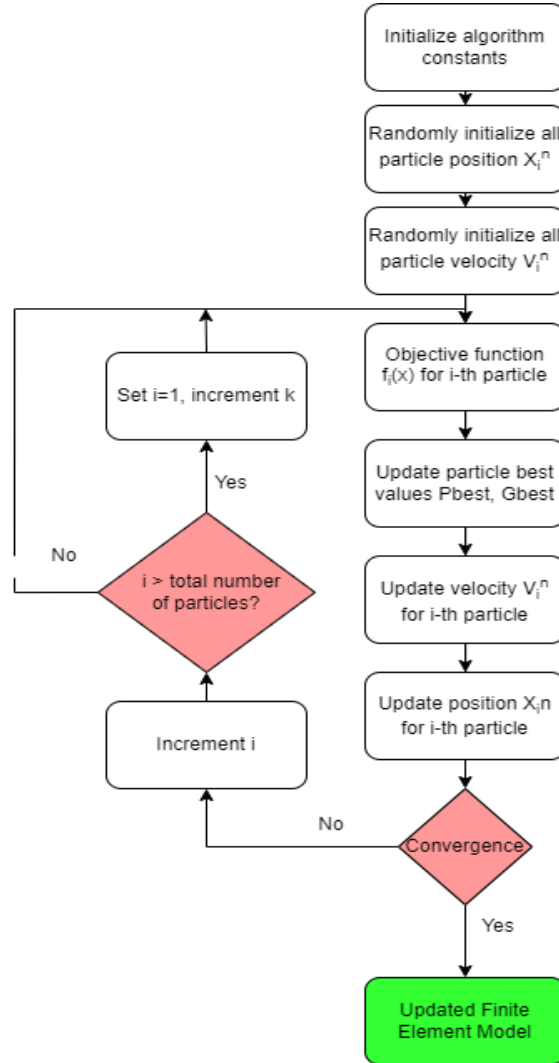 Initialize algorithm
constants
Randomly initialize all
particle position Xᵢⁿ
Randomly initialize all
particle velocity Vᵢⁿ
Objective function
fᵢ(x) for i-th particle
Set i=1, increment k
Update particle best
values Pbest, Gbest
Yes
No
i > total number
of particles?
Update velocity Vᵢⁿ
for i-th particle
Update position Xᵢn
for i-th particle
Increment i
No
Convergence
Yes
Updated Finite
Element Model